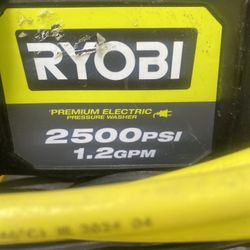 RYOBI
PREMIUM ELECTRIC
PRESSURE WASHER
2500PSI
1.2GPM